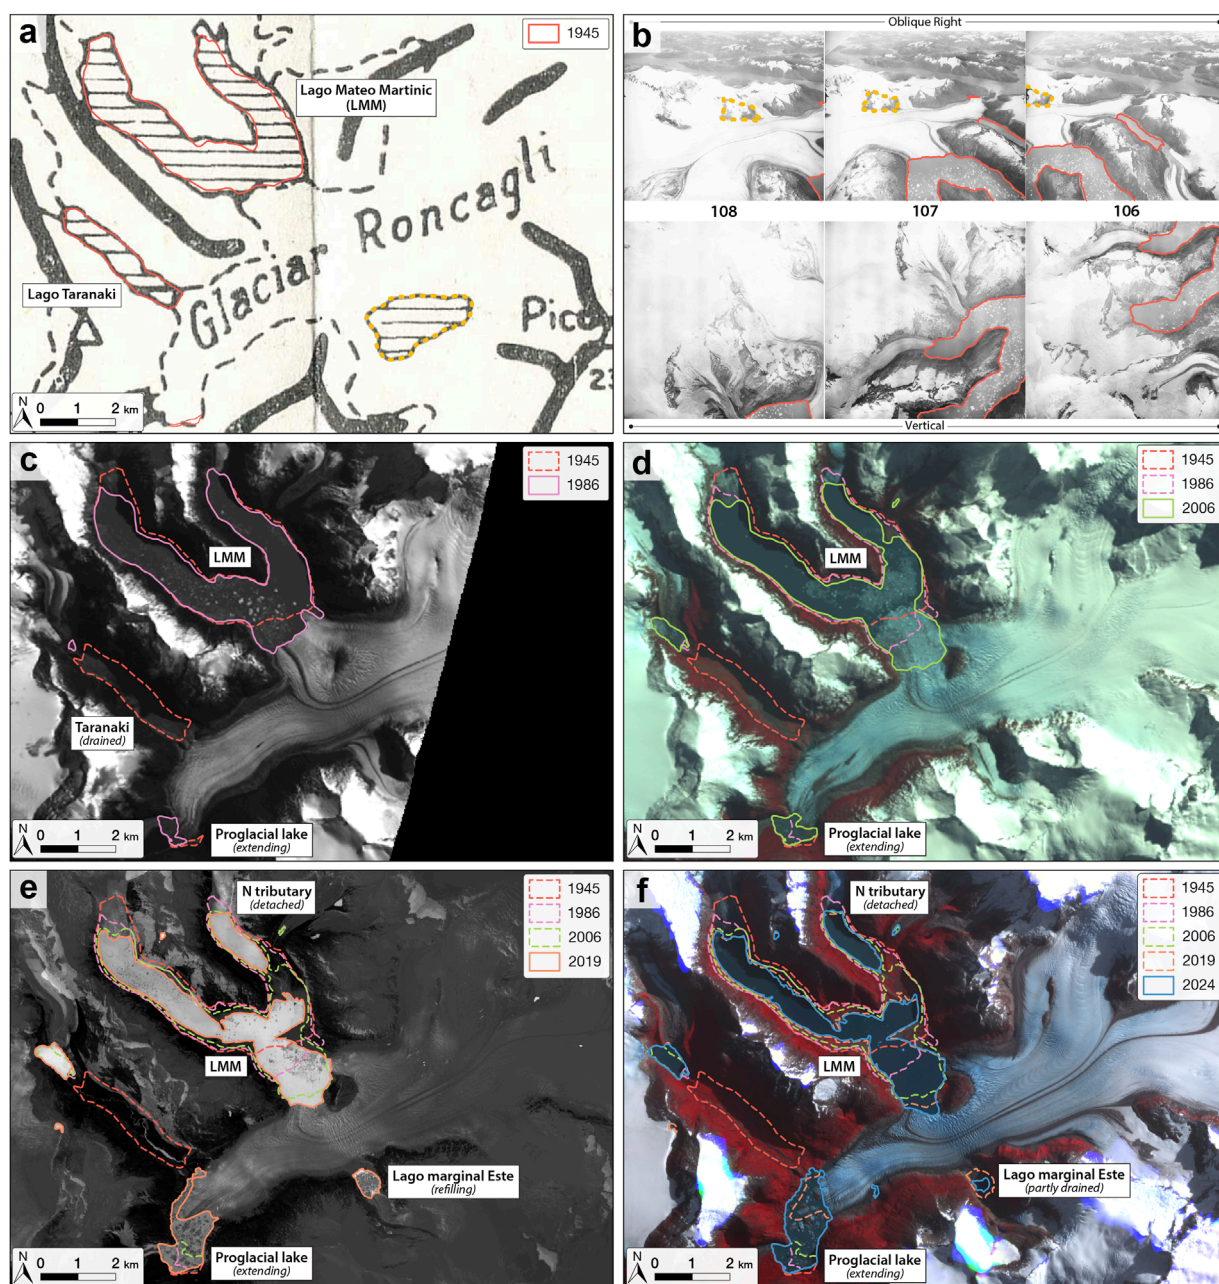 a
1945
Lago Mateo Martinic
(LMM)
Glaciar Roncagli
Lago Taranaki
Pico
23
N
0 1 2 km
b
Oblique Right
108 107 106
Vertical
c
1945
1986
LMM
Taranaki
(drained)
Proglacial lake
(extending)
N
0 1 2 km
d
1945
1986
2006
LMM
Proglacial lake
(extending)
N
0 1 2 km
e
N tributary
(detached)
1945
1986
2006
2019
LMM
Lago marginal Este
(refilling)
Proglacial lake
(extending)
N
0 1 2 km
f
N tributary
(detached)
1945
1986
2006
2019
2024
LMM
Lago marginal Este
(partly drained)
Proglacial lake
(extending)
N
0 1 2 km